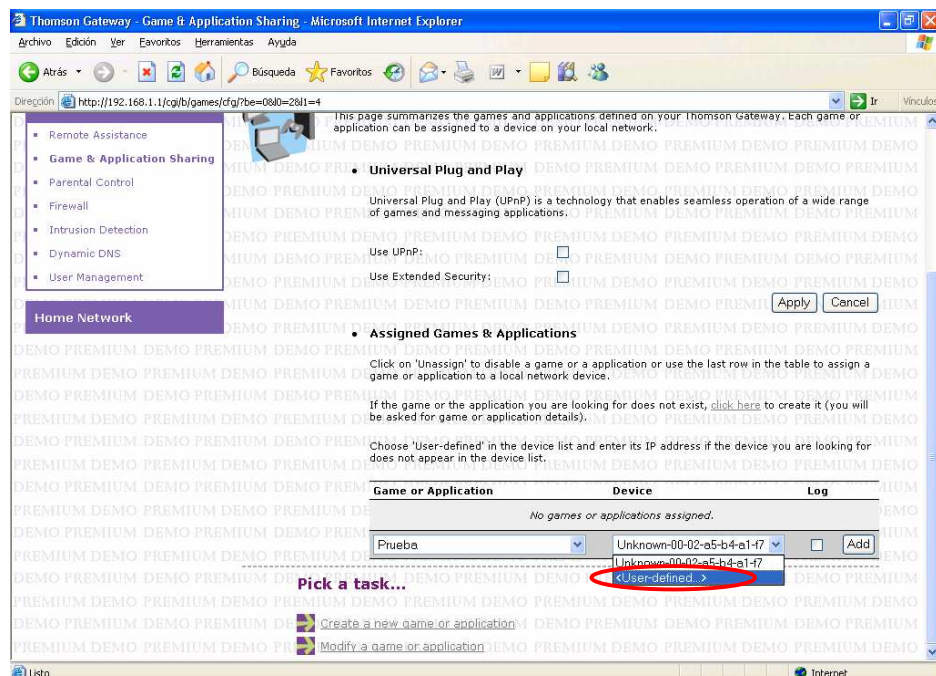 Thomson Gateway - Game & Application Sharing - Microsoft Internet Explorer
Archivo Edición Ver Favoritos Herramientas Ayuda
Atrás Búsqueda Favoritos
Dirección http://192.168.1.1/cgi/b/games/cfg/?be=0&l0=2&l1=4 Ir Vínculos
This page summarizes the games and applications defined on your Thomson Gateway. Each game or
application can be assigned to a device on your local network.
Remote Assistance
Game & Application Sharing
Parental Control
Firewall
Intrusion Detection
Dynamic DNS
User Management
Home Network
Universal Plug and Play
Universal Plug and Play (UPnP) is a technology that enables seamless operation of a wide range
of games and messaging applications.
Use UPnP:
Use Extended Security:
Apply Cancel
Assigned Games & Applications
Click on 'Unassign' to disable a game or a application or use the last row in the table to assign a
game or application to a local network device.
If the game or the application you are looking for does not exist, click here to create it (you will
be asked for game or application details).
Choose 'User-defined' in the device list and enter its IP address if the device you are looking for
does not appear in the device list.
Game or Application Device Log
No games or applications assigned.
Prueba Unknown-00-02-a5-b4-a1-f7 Add
Unknown-00-02-a5-b4-a1-f7
<User-defined...>
Pick a task...
Create a new game or application
Modify a game or application
Listo Internet